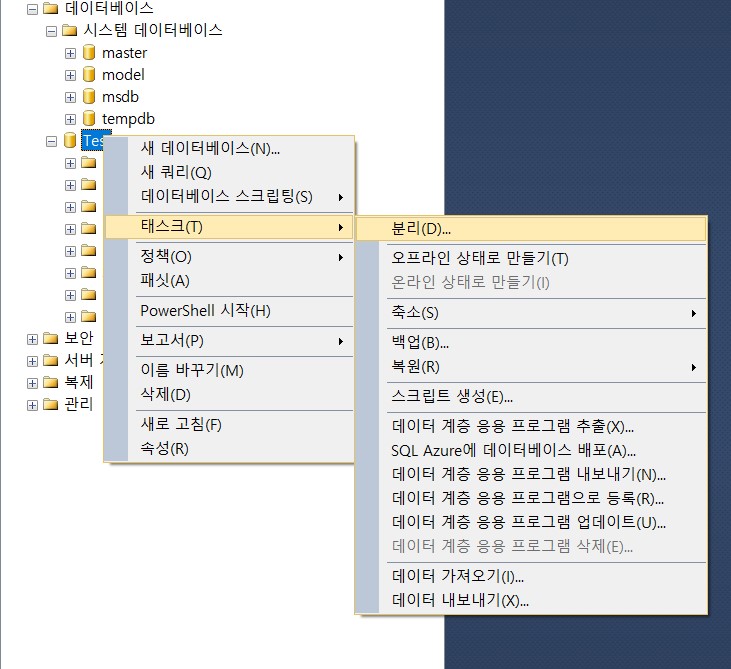 데이터베이스
시스템 데이터베이스
master
model
msdb
tempdb
새 데이터베이스(N)...
새 쿼리(Q)
데이터베이스 스크립팅(S)
태스크(T)
정책(O)
패싯(A)
PowerShell 시작(H)
보고서(P)
이름 바꾸기(M)
삭제(D)
새로 고침(F)
속성(R)
분리(D)...
오프라인 상태로 만들기(T)
온라인 상태로 만들기(I)
축소(S)
백업(B)...
복원(R)
스크립트 생성(E)...
데이터 계층 응용 프로그램 추출(X)...
SQL Azure에 데이터베이스 배포(A)...
데이터 계층 응용 프로그램 내보내기(N)...
데이터 계층 응용 프로그램으로 등록(R)...
데이터 계층 응용 프로그램 업데이트(U)...
데이터 계층 응용 프로그램 삭제(E)...
데이터 가져오기(I)...
데이터 내보내기(X)...
보안
서버
복제
관리